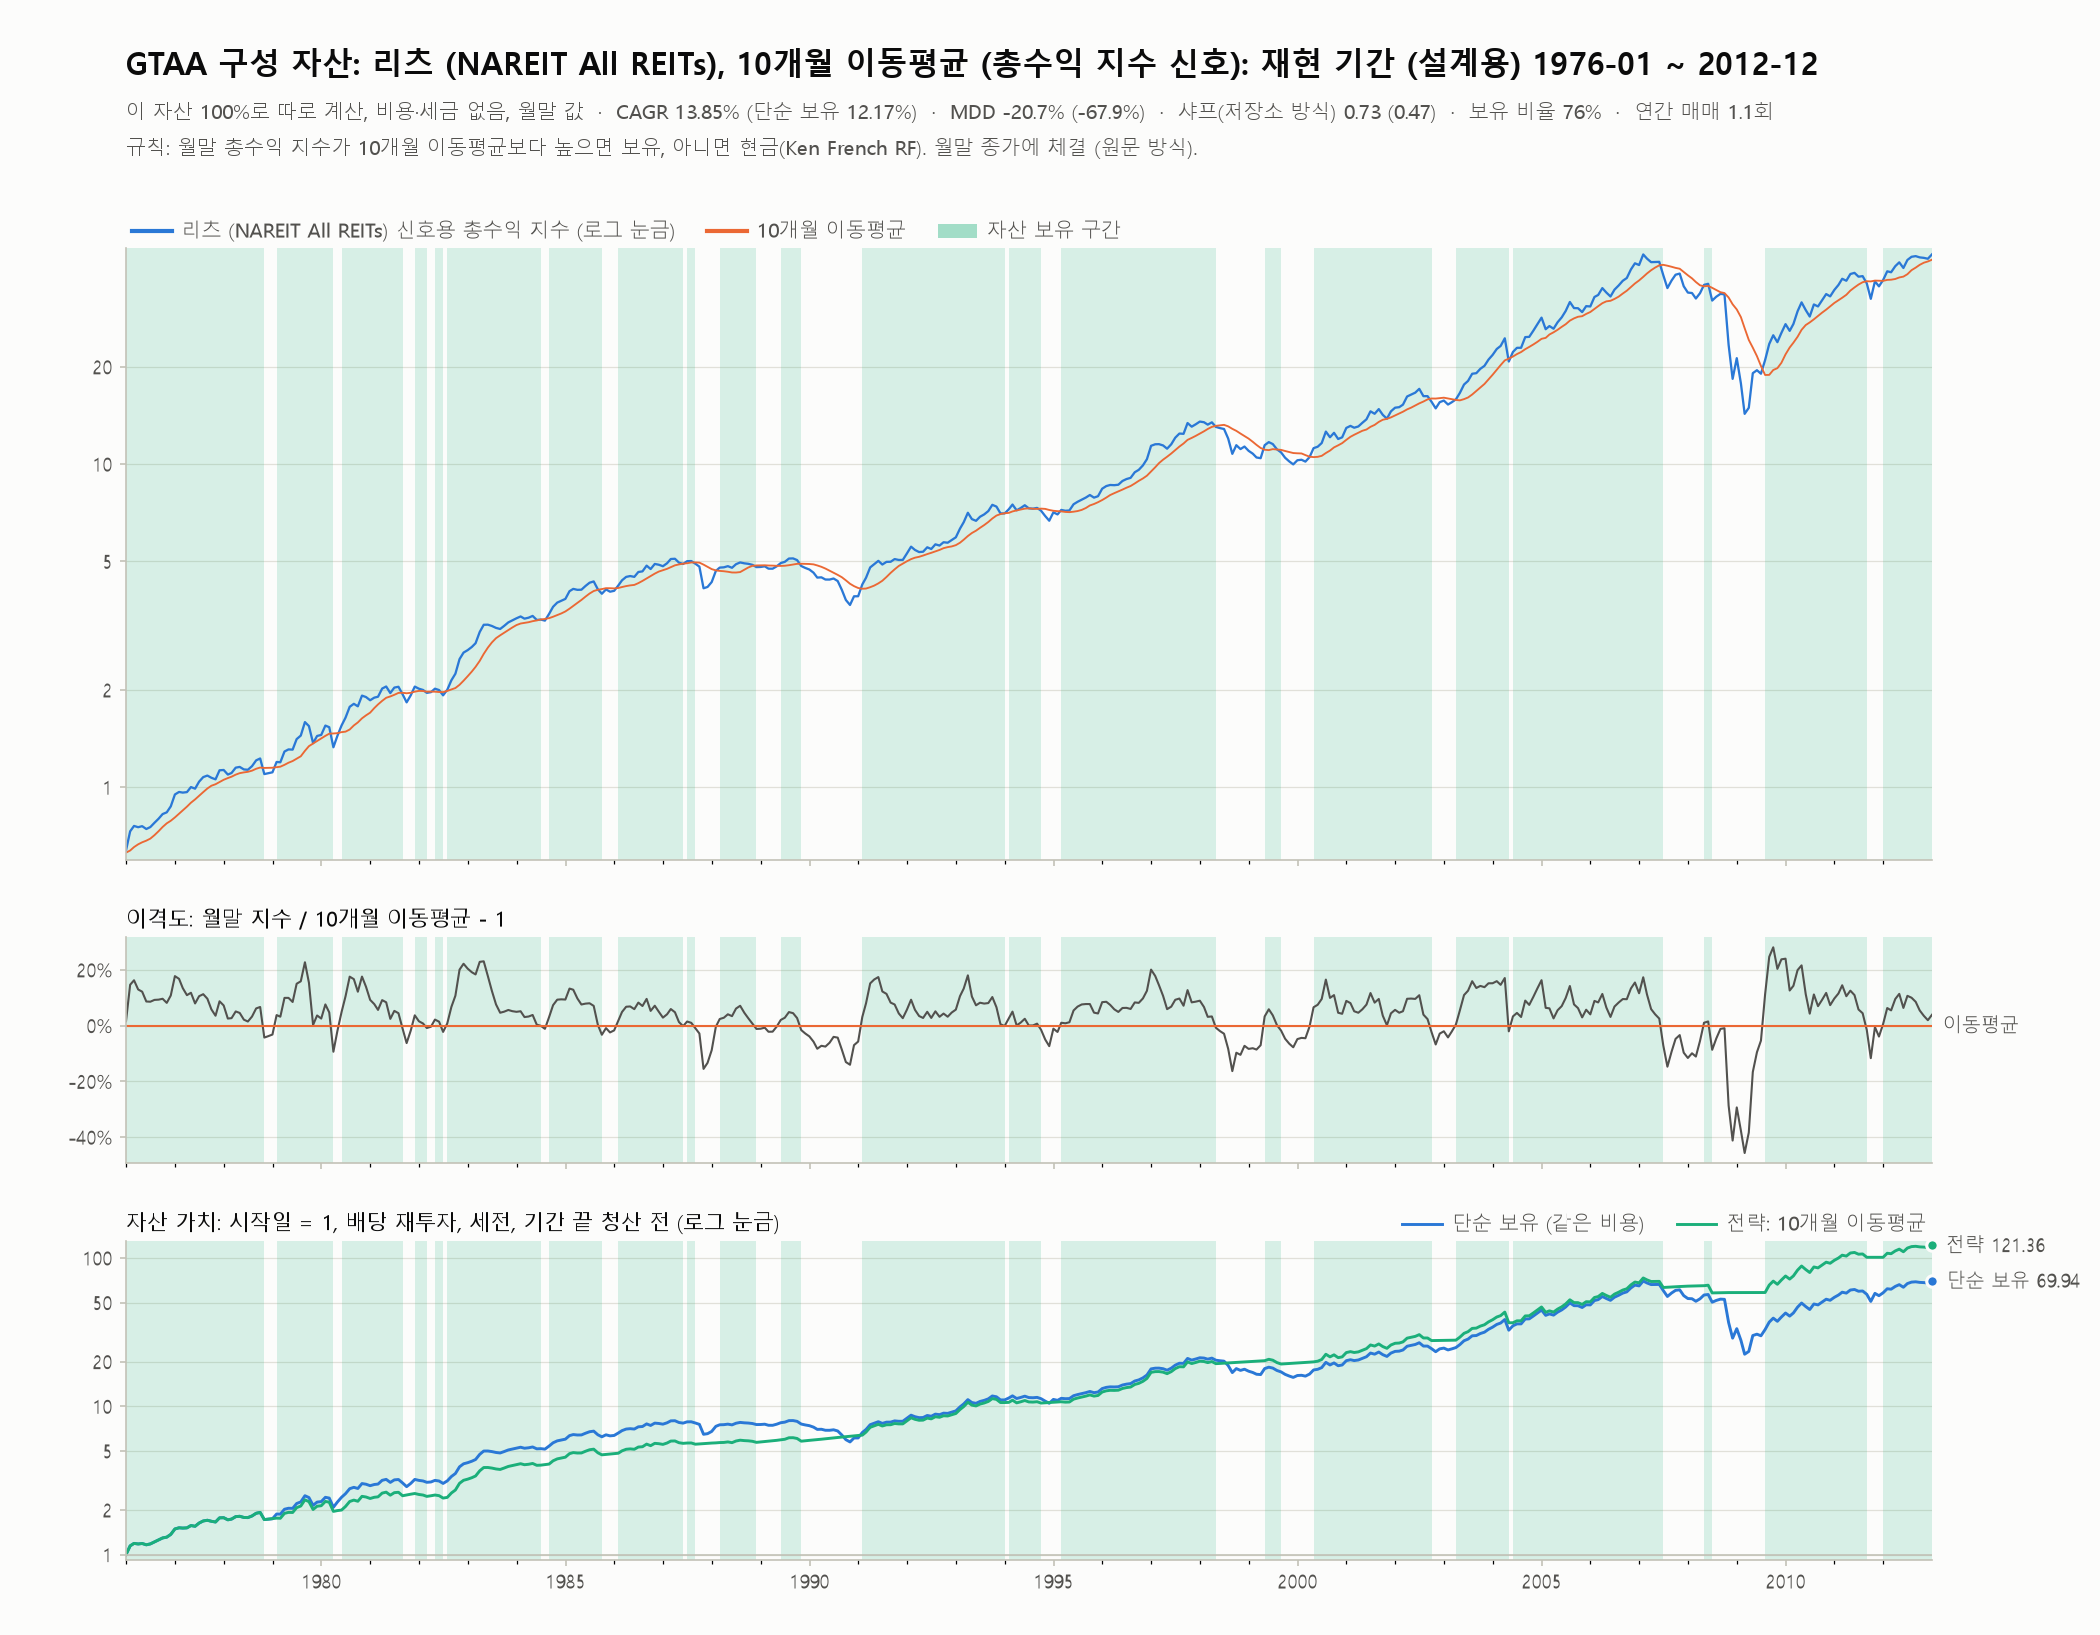 GTAA 구성 자산: 리츠 (NAREIT All REITs), 10개월 이동평균 (총수익 지수 신호): 재현 기간 (설계용) 1976-01 ~ 2012-12
이 자산 100%로 따로 계산, 비용·세금 없음, 월말 값 · CAGR 13.85% (단순 보유 12.17%) · MDD -20.7% (-67.9%) · 샤프(저장소 방식) 0.73 (0.47) · 보유 비율 76% · 연간 매매 1.1회
규칙: 월말 총수익 지수가 10개월 이동평균보다 높으면 보유, 아니면 현금(Ken French RF). 월말 종가에 체결 (원문 방식).
리츠 (NAREIT All REITs) 신호용 총수익 지수 (로그 눈금) 10개월 이동평균 자산 보유 구간
20
10
5
2
1
이격도: 월말 지수 / 10개월 이동평균 - 1
20%
0%
-20%
-40%
이동평균
자산 가치: 시작일 = 1, 배당 재투자, 세전, 기간 끝 청산 전 (로그 눈금)
단순 보유 (같은 비용) 전략: 10개월 이동평균
100
50
20
10
5
2
1
전략 121.36
단순 보유 69.94
1980 1985 1990 1995 2000 2005 2010